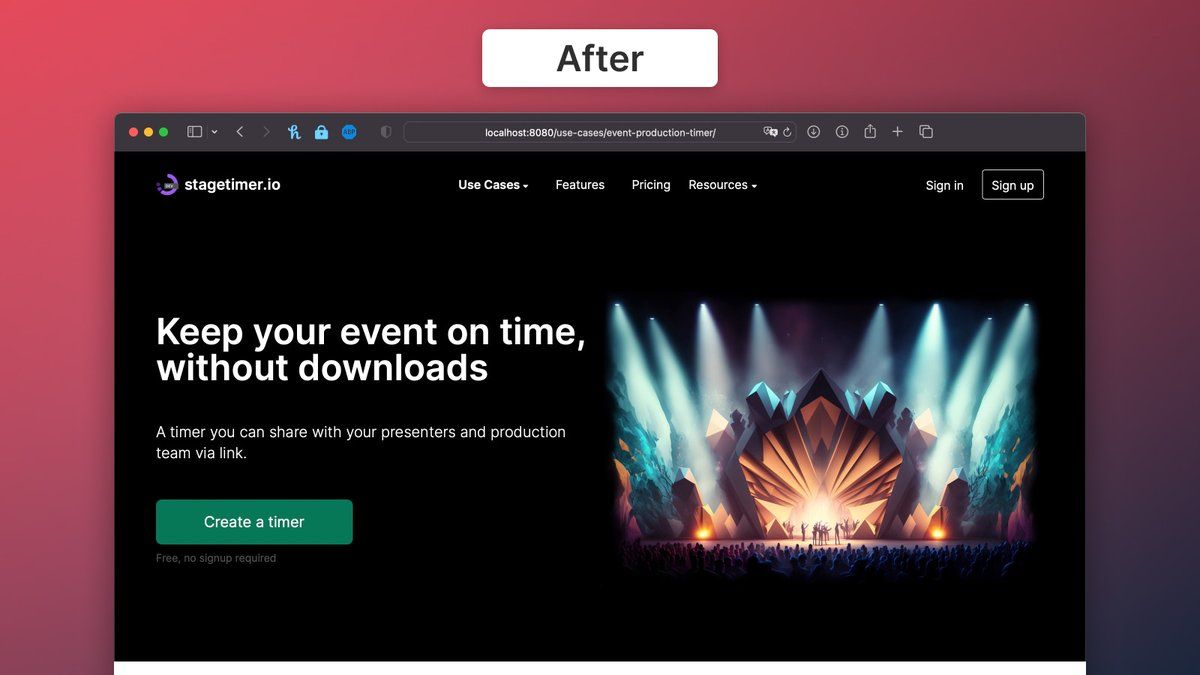 After
localhost:8080/use-cases/event-production-timer/
stagetimer.io
Use Cases
Features
Pricing
Resources
Sign in
Sign up
Keep your event on time,
without downloads
A timer you can share with your presenters and production
team via link.
Create a timer
Free, no signup required